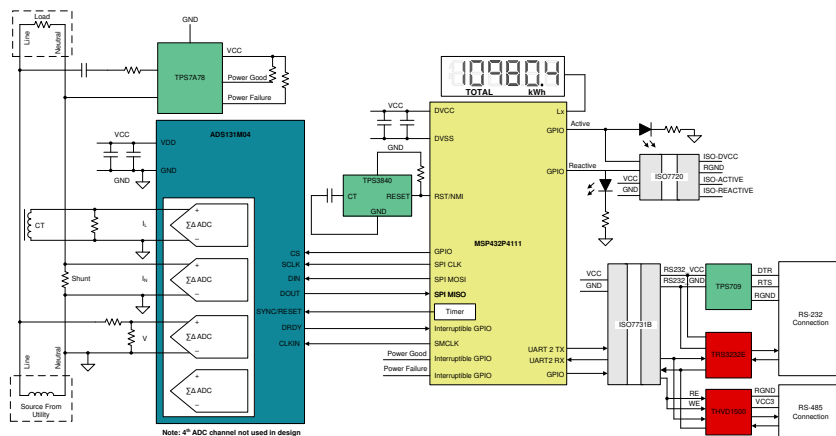 Load
Line
Neutral
GND
TPS7A78
VCC
Power Good
Power Failure
10980.4
TOTAL kWh
ADS131M04
VCC
VDD
GND
GND
CT
IL
+
−
ΣΔ ADC
Shunt
IN
+
−
ΣΔ ADC
V
+
−
ΣΔ ADC
+
−
ΣΔ ADC
Line
Neutral
Source From
Utility
CS
SCLK
DIN
DOUT
SYNC/RESET
DRDY
CLKIN
Note: 4th ADC channel not used in design
VCC
GND
TPS3840
CT
RESET
GND
DVCC
DVSS
RST/NMI
MSP432P4111
GPIO
SPI CLK
SPI MOSI
SPI MISO
Timer
Interruptible GPIO
SMCLK
Power Good
Interruptible GPIO
Power Failure
Interruptible GPIO
Lx
GPIO
GPIO
UART 2 TX
UART2 RX
GPIO
Active
Reactive
VCC
GND
ISO7720
ISO-DVCC
RGND
ISO-ACTIVE
ISO-REACTIVE
VCC
GND
ISO7731B
RS232 VCC
RS232 GND
TPS709
DTR
RTS
RGND
RS-232
Connection
RE
WE
RGND
VCC3
RS-485
Connection